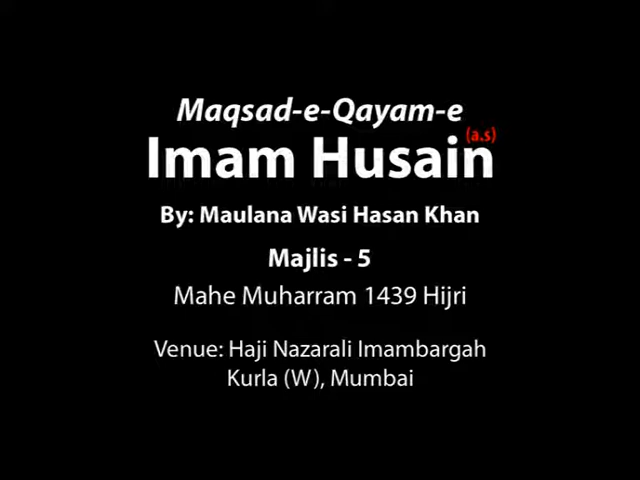 Maqsad-e-Qayam-e
Imam Husain (a.s)
By: Maulana Wasi Hasan Khan
Majlis - 5
Mahe Muharram 1439 Hijri
Venue: Haji Nazarali Imambargah
Kurla (W), Mumbai